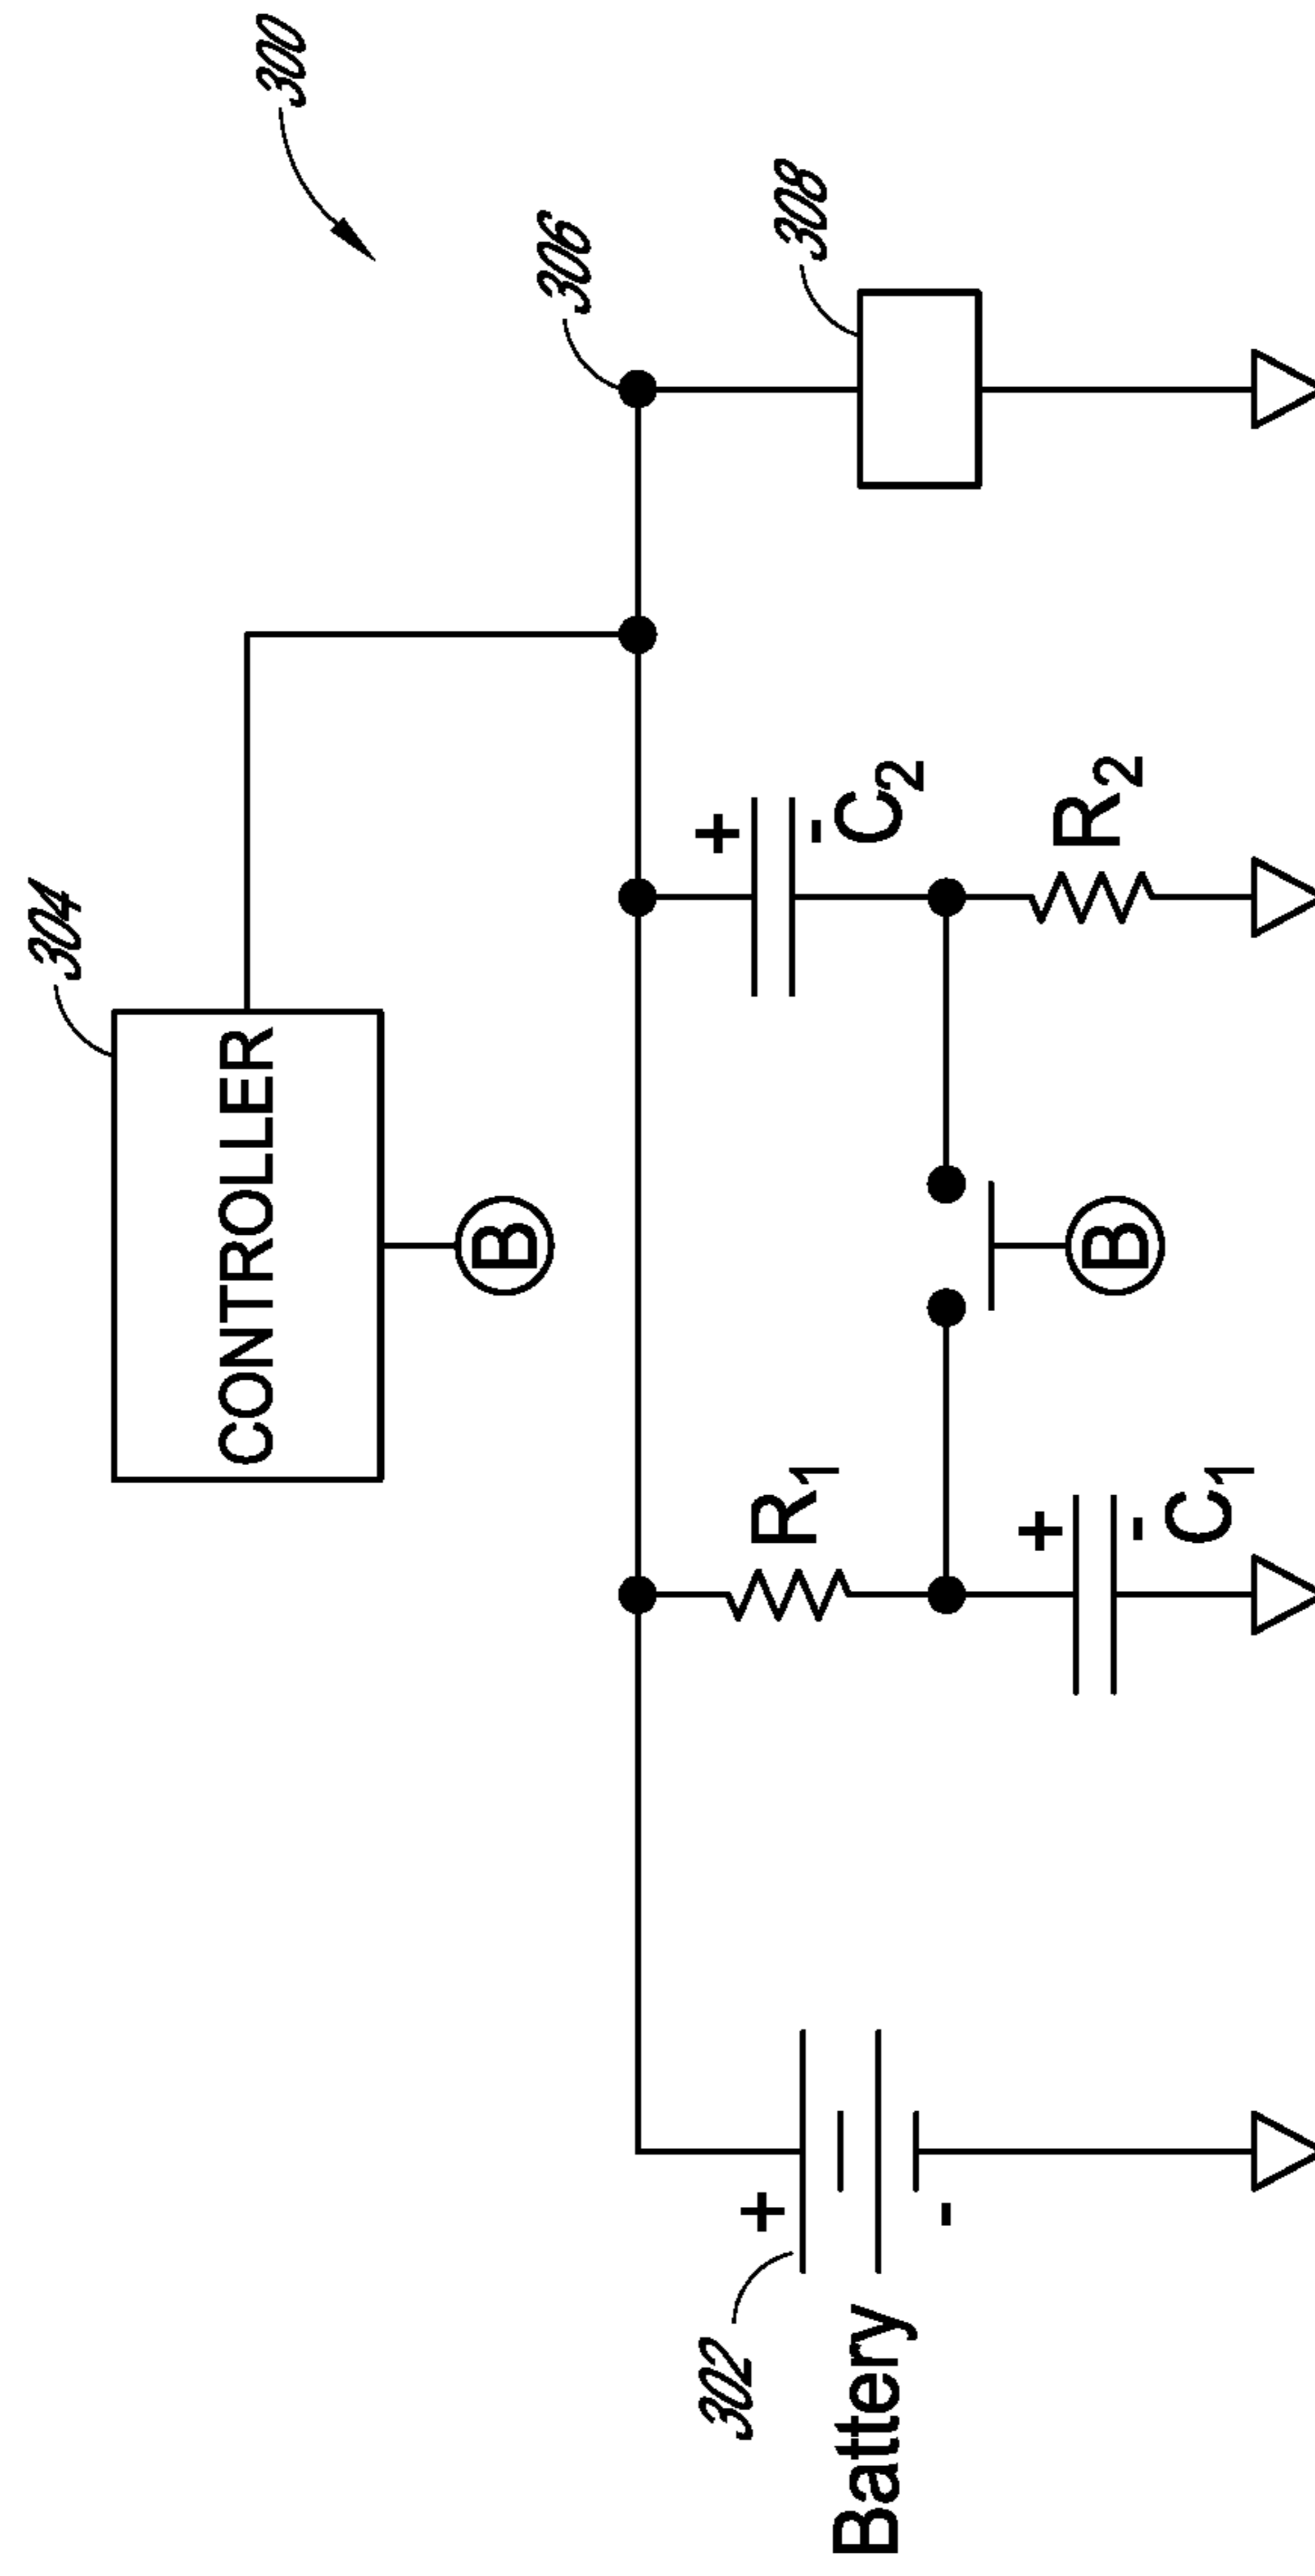 300
304
CONTROLLER
B
306
308
R1
+
-
C1
B
+
-
C2
R2
302
+
-
Battery